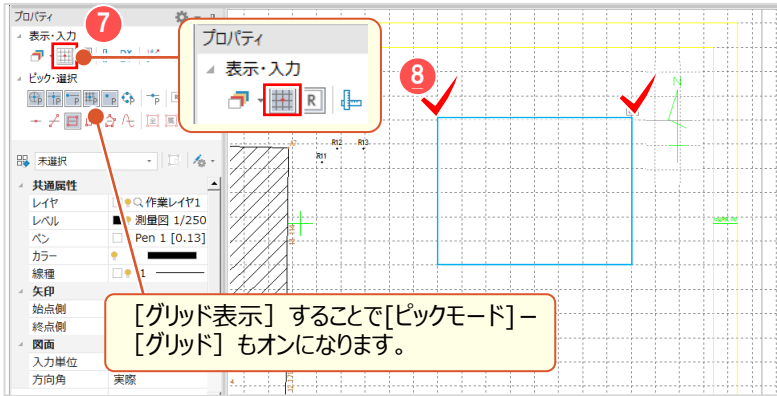 プロパティ
7
表示・入力
ピック・選択
未選択
共通属性
レイヤ 作業レイヤ1
レベル 測量図 1/250
ペン Pen 1 [0.13]
カラー
線種 1
矢印
始点側
終点側
図面
入力単位
方向角 実際
プロパティ
表示・入力
R
8
N
R12 R13
R11
［グリッド表示］することで[ピックモード]－
［グリッド］もオンになります。